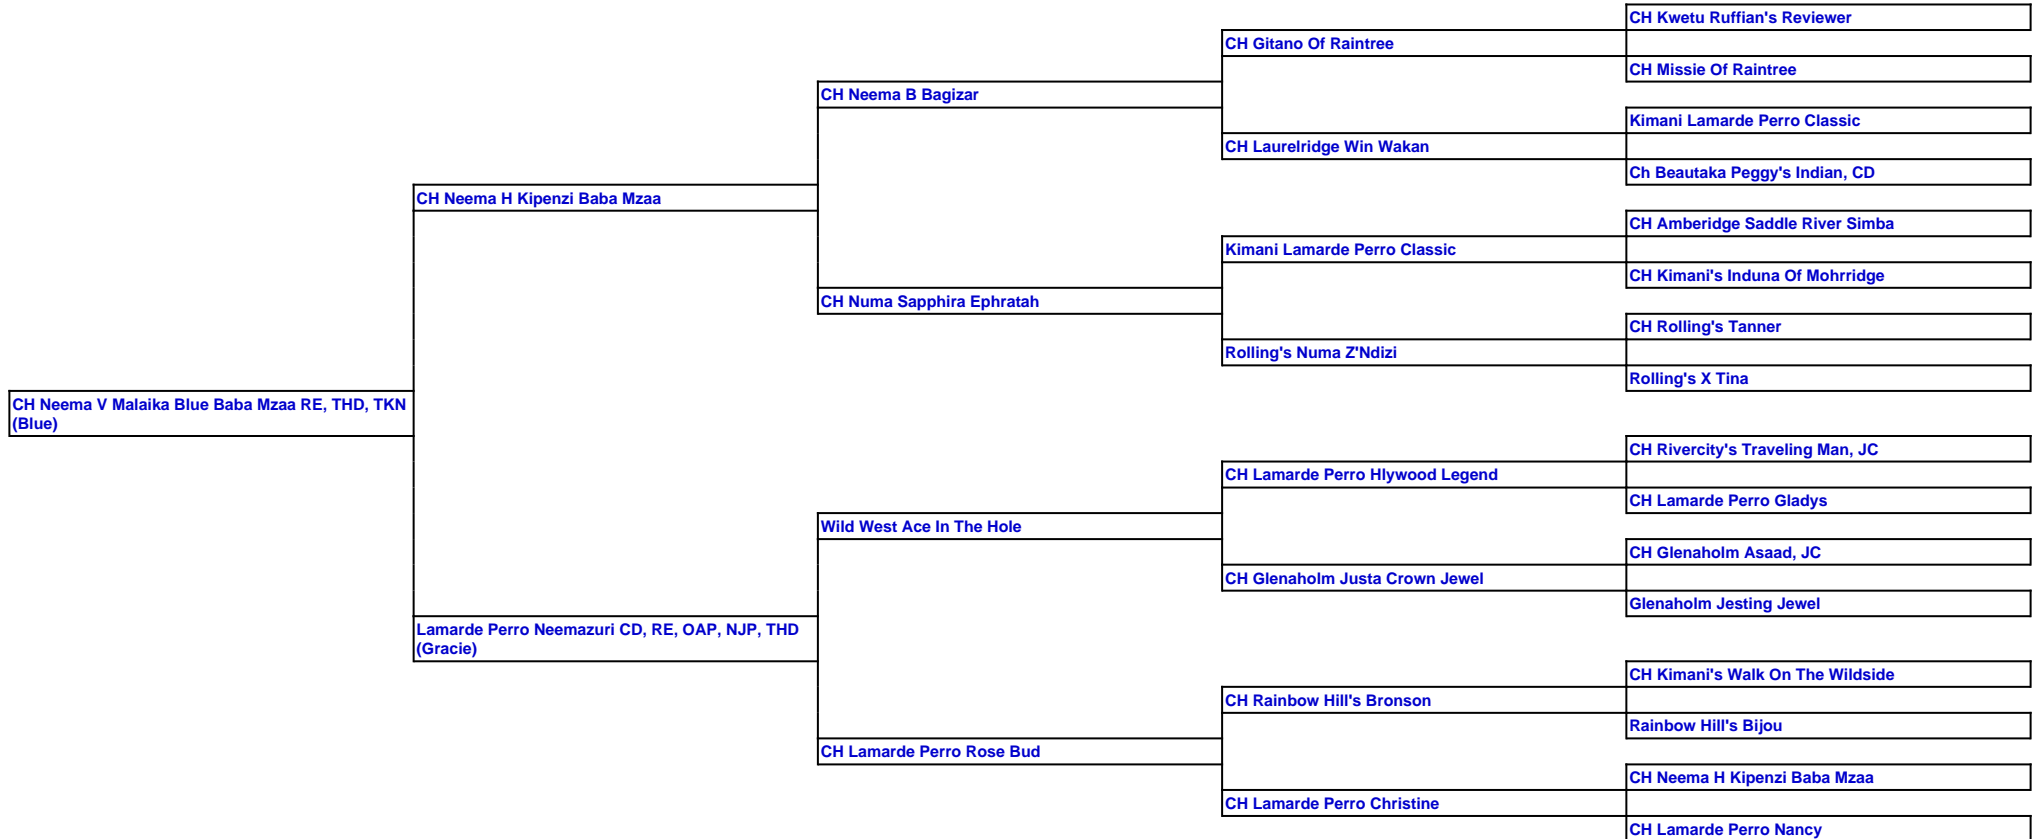 CH Kwetu Ruffian's Reviewer
CH Gitano Of Raintree
CH Missie Of Raintree
CH Neema B Bagizar
Kimani Lamarde Perro Classic
CH Laurelridge Win Wakan
Ch Beautaka Peggy's Indian, CD
CH Neema H Kipenzi Baba Mzaa
CH Amberidge Saddle River Simba
Kimani Lamarde Perro Classic
CH Kimani's Induna Of Mohrridge
CH Numa Sapphira Ephratah
CH Rolling's Tanner
Rolling's Numa Z'Ndizi
Rolling's X Tina
CH Neema V Malaika Blue Baba Mzaa RE, THD, TKN
(Blue)
CH Rivercity's Traveling Man, JC
CH Lamarde Perro Hlywood Legend
CH Lamarde Perro Gladys
Wild West Ace In The Hole
CH Glenaholm Asaad, JC
CH Glenaholm Justa Crown Jewel
Glenaholm Jesting Jewel
Lamarde Perro Neemazuri CD, RE, OAP, NJP, THD
(Gracie)
CH Kimani's Walk On The Wildside
CH Rainbow Hill's Bronson
Rainbow Hill's Bijou
CH Lamarde Perro Rose Bud
CH Neema H Kipenzi Baba Mzaa
CH Lamarde Perro Christine
CH Lamarde Perro Nancy